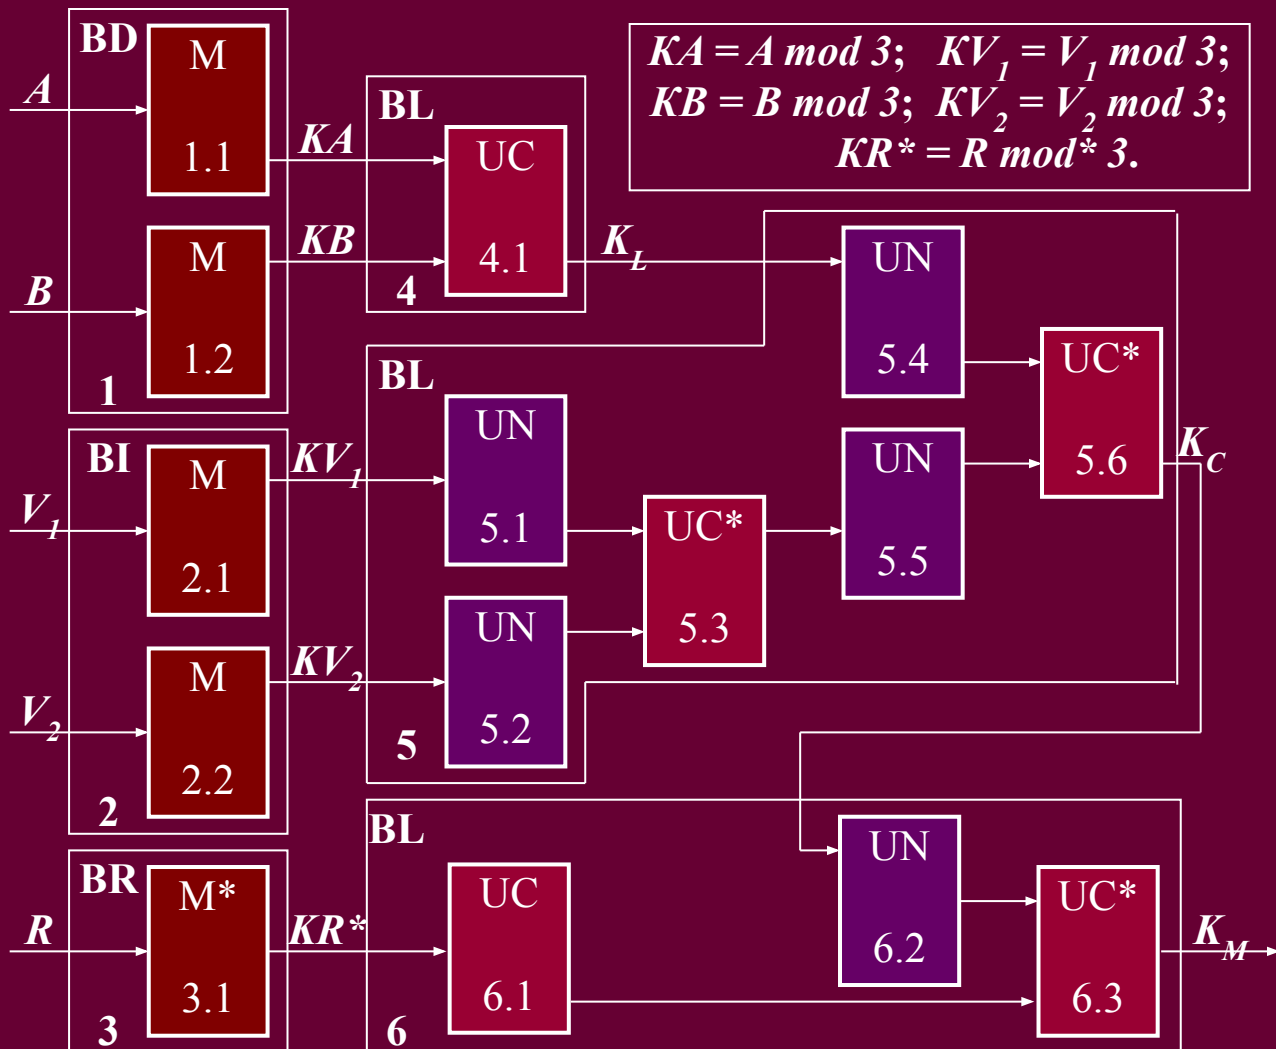 BD
M
1.1
A
M
1.2
B
1
KA = A mod 3; KV₁ = V₁ mod 3;
KB = B mod 3; KV₂ = V₂ mod 3;
KR* = R mod* 3.
BL
KA
KB
UC
4.1
4
K_L
UN
5.4
UC*
5.6
K_C
BI
M
2.1
V₁
KV₁
M
2.2
V₂
KV₂
2
BL
UN
5.1
UN
5.2
UC*
5.3
UN
5.5
5
BR
M*
3.1
R
KR*
3
BL
UC
6.1
UN
6.2
UC*
6.3
K_M
6